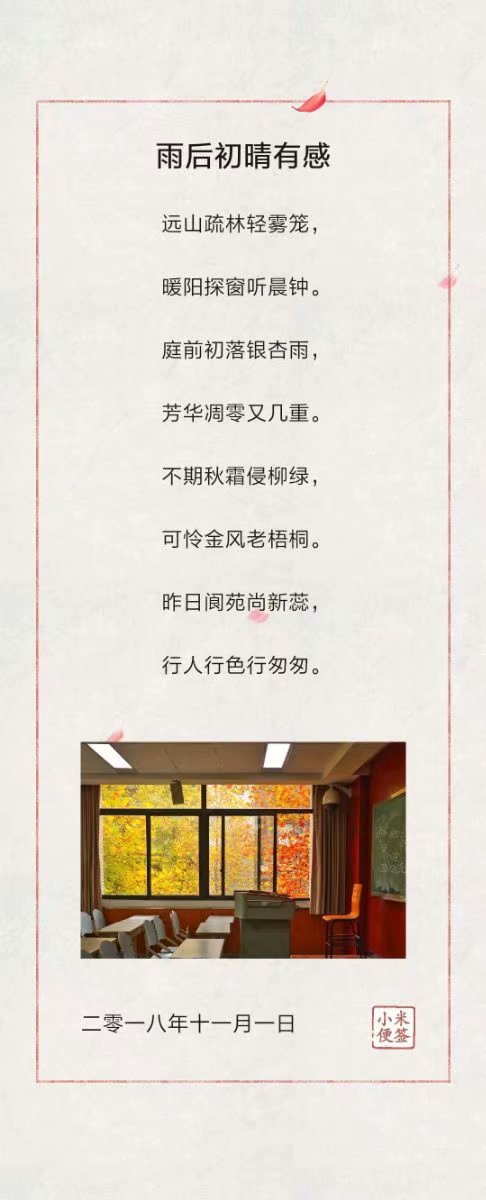 雨后初晴有感
远山疏林轻雾笼，
暖阳探窗听晨钟。
庭前初落银杏雨，
芳华凋零又几重。
不期秋霜侵柳绿，
可怜金风老梧桐。
昨日阆苑尚新蕊，
行人行色行匆匆。
二零一八年十一月一日
小米
便签